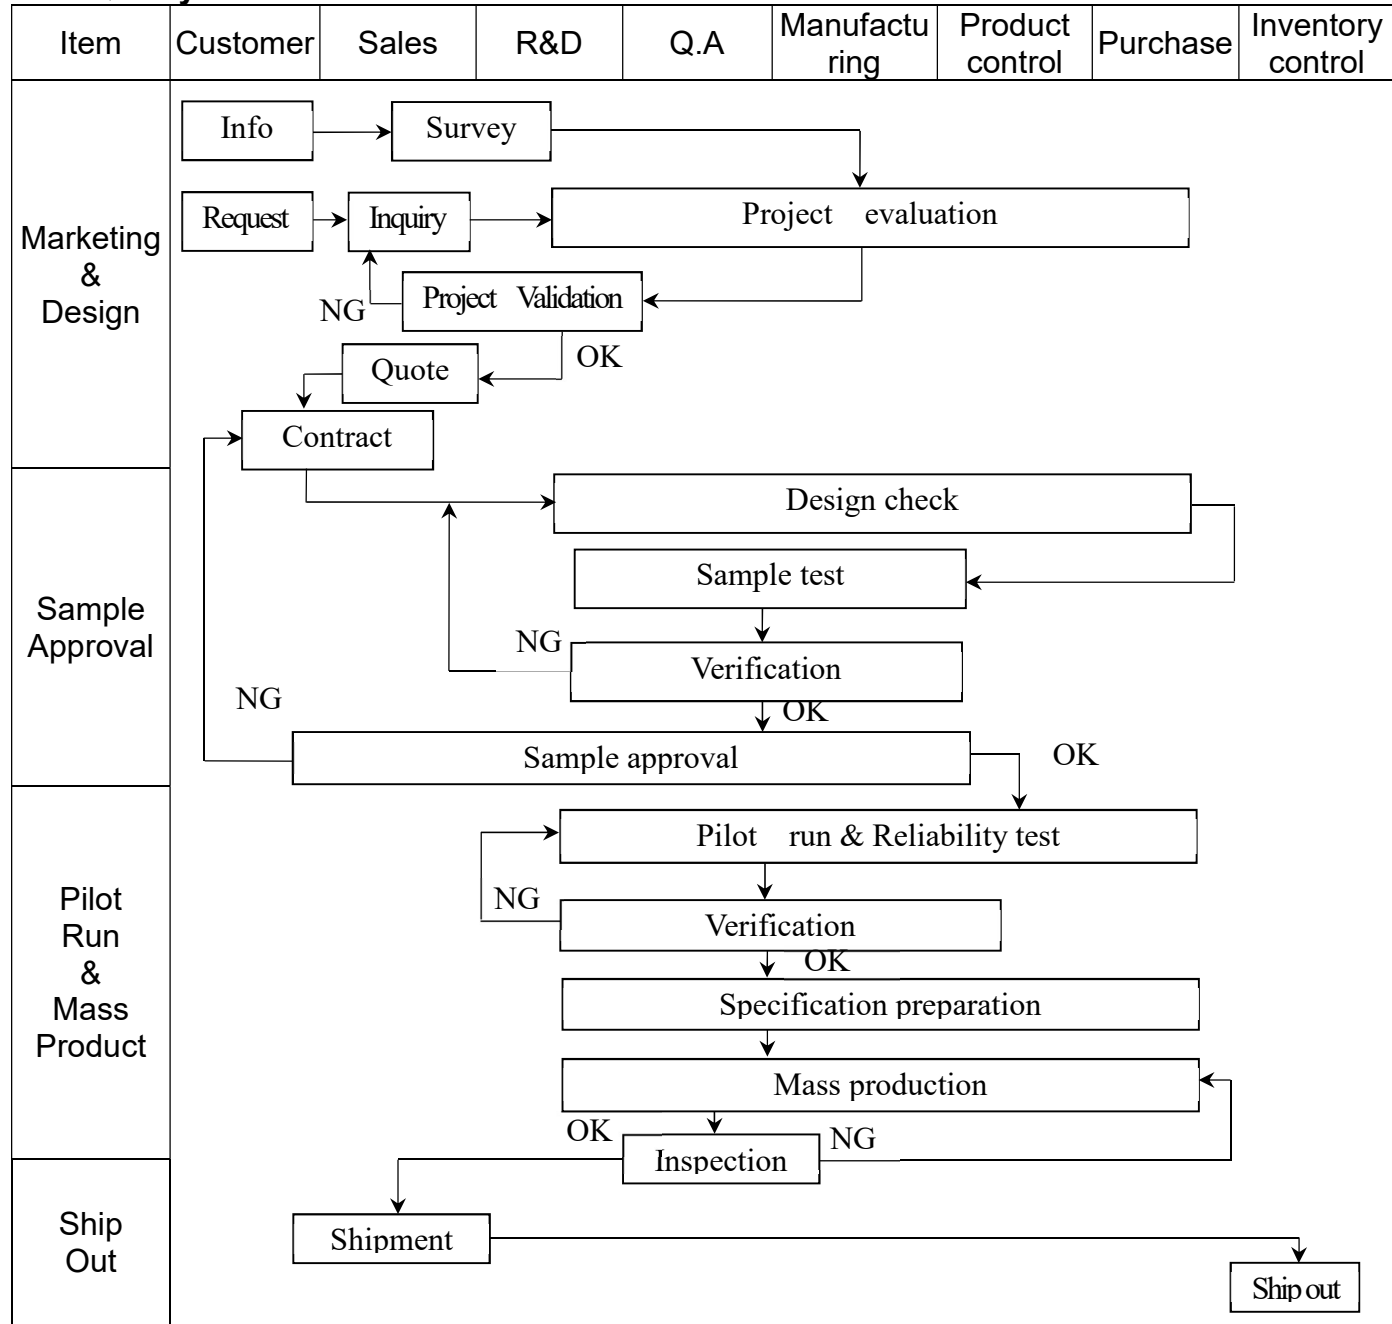 Item Customer Sales R&D Q.A Manufactu Product Purchase Inventory
ring control control
Info Survey
Request Inquiry Project evaluation
Marketing
&
Design
NG Project Validation
OK
Quote
Contract
Design check
Sample test
Sample
Approval
NG
Verification
NG
OK
Sample approval OK
Pilot run & Reliability test
Pilot
Run
&
Mass
Product
NG
Verification
OK
Specification preparation
Mass production
OK NG
Inspection
Ship
Out
Shipment
Ship out